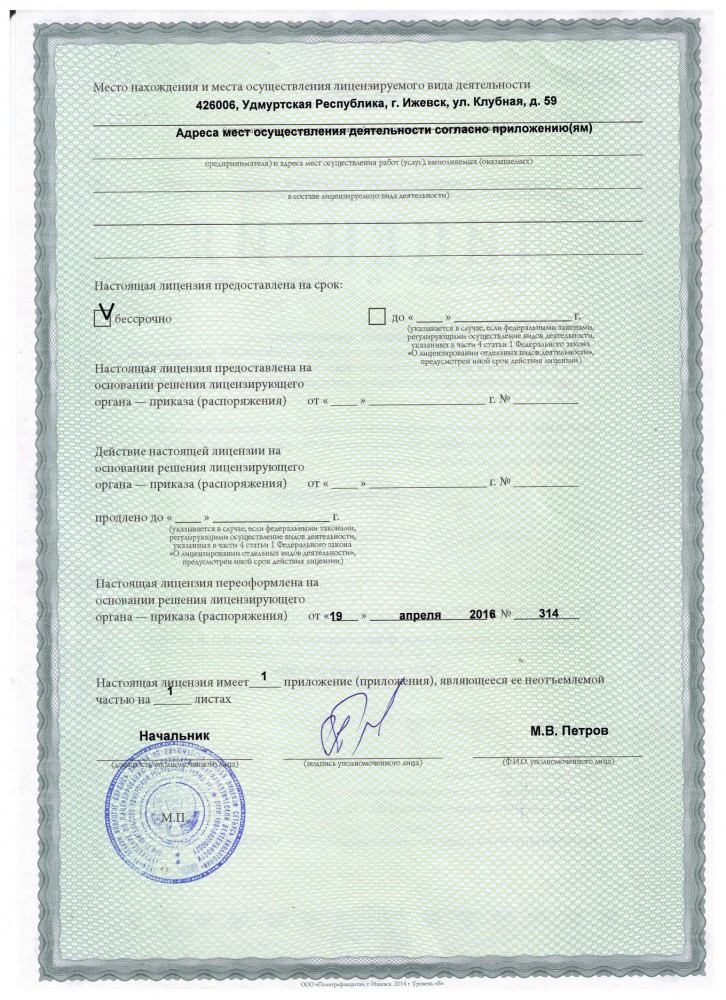 Место нахождения и места осуществления лицензируемого вида деятельности
426006, Удмуртская Республика, г. Ижевск, ул. Клубная, д. 59
Адреса мест осуществления деятельности согласно приложению(ям)
предпринимателя) и адреса мест осуществления работ (услуг), выполняемых (оказываемых)
в составе лицензируемого вида деятельности)
Настоящая лицензия предоставлена на срок:
V бессрочно до « ____ » ____________________ г.
(указывается в случае, если федеральными законами,
регулирующими осуществление видов деятельности,
указанных в части 4 статьи 1 Федерального закона
«О лицензировании отдельных видов деятельности»,
предусмотрен иной срок действия лицензии)
Настоящая лицензия предоставлена на
основании решения лицензирующего
органа — приказа (распоряжения) от « ____ » ____________________ г. № ___________
Действие настоящей лицензии на
основании решения лицензирующего
органа — приказа (распоряжения) от « ____ » ____________________ г. № ___________
продлено до « ____ » ____________________ г.
(указывается в случае, если федеральными законами,
регулирующими осуществление видов деятельности,
указанных в части 4 статьи 1 Федерального закона
«О лицензировании отдельных видов деятельности»,
предусмотрен иной срок действия лицензии)
Настоящая лицензия переоформлена на
основании решения лицензирующего
органа — приказа (распоряжения) от «19 » апреля 2016 № 314
Настоящая лицензия имеет 1 приложение (приложения), являющееся ее неотъемлемой
частью на 1 листах
Начальник М.В. Петров
(должность уполномоченного лица) (подпись уполномоченного лица) (Ф.И.О. уполномоченного лица)
М.П.
ООО «Полиграфзащита», г. Ижевск. 2014 г. Уровень «Б».